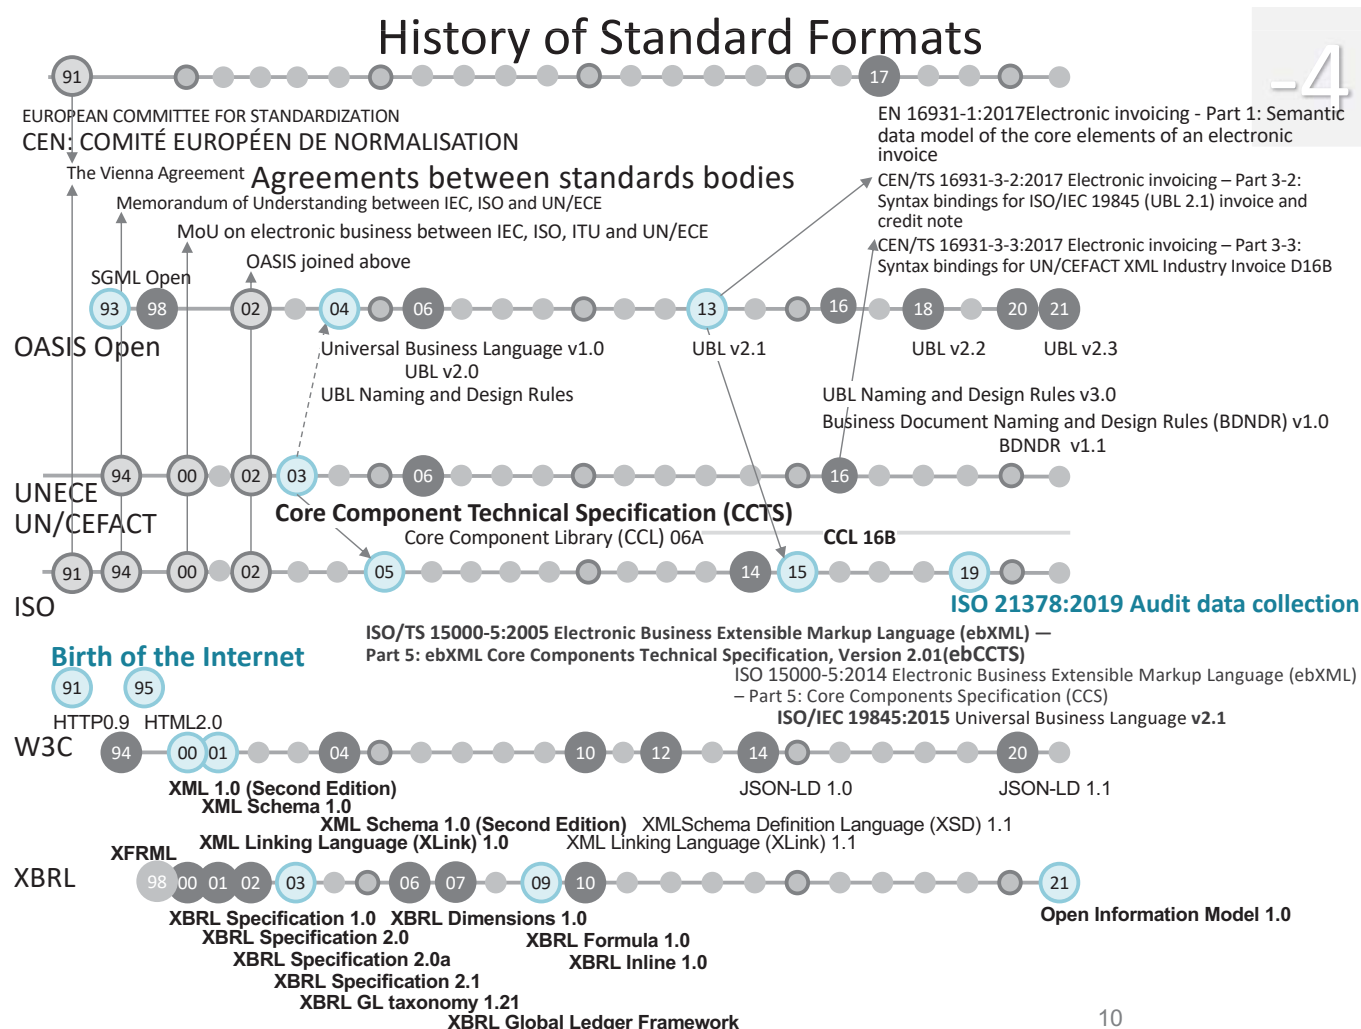 History of Standard Formats
-4
91
17
EUROPEAN COMMITTEE FOR STANDARDIZATION
CEN: COMITÉ EUROPÉEN DE NORMALISATION
EN 16931-1:2017Electronic invoicing - Part 1: Semantic
data model of the core elements of an electronic
invoice
CEN/TS 16931-3-2:2017 Electronic invoicing – Part 3-2:
Syntax bindings for ISO/IEC 19845 (UBL 2.1) invoice and
credit note
CEN/TS 16931-3-3:2017 Electronic invoicing – Part 3-3:
Syntax bindings for UN/CEFACT XML Industry Invoice D16B
The Vienna Agreement
Agreements between standards bodies
Memorandum of Understanding between IEC, ISO and UN/ECE
MoU on electronic business between IEC, ISO, ITU and UN/ECE
OASIS joined above
SGML Open
93 98 02 04 06 13 16 18 20 21
OASIS Open
Universal Business Language v1.0
UBL v2.1
UBL v2.2
UBL v2.3
UBL v2.0
UBL Naming and Design Rules
UBL Naming and Design Rules v3.0
Business Document Naming and Design Rules (BDNDR) v1.0
BDNDR v1.1
94 00 02 03 06 16
UNECE
UN/CEFACT
Core Component Technical Specification (CCTS)
Core Component Library (CCL) 06A
CCL 16B
91 94 00 02 05 14 15 19
ISO
ISO 21378:2019 Audit data collection
ISO/TS 15000-5:2005 Electronic Business Extensible Markup Language (ebXML) —
Part 5: ebXML Core Components Technical Specification, Version 2.01(ebCCTS)
ISO 15000-5:2014 Electronic Business Extensible Markup Language (ebXML)
– Part 5: Core Components Specification (CCS)
ISO/IEC 19845:2015 Universal Business Language v2.1
Birth of the Internet
91 95
HTTP0.9 HTML2.0
W3C
94 00 01 04 10 12 14 20
XML 1.0 (Second Edition)
JSON-LD 1.0
JSON-LD 1.1
XML Schema 1.0
XML Schema 1.0 (Second Edition)
XMLSchema Definition Language (XSD) 1.1
XML Linking Language (XLink) 1.0
XML Linking Language (XLink) 1.1
XFRML
XBRL
98 00 01 02 03 06 07 09 10 21
XBRL Specification 1.0
XBRL Dimensions 1.0
Open Information Model 1.0
XBRL Specification 2.0
XBRL Formula 1.0
XBRL Specification 2.0a
XBRL Inline 1.0
XBRL Specification 2.1
XBRL GL taxonomy 1.21
XBRL Global Ledger Framework
10